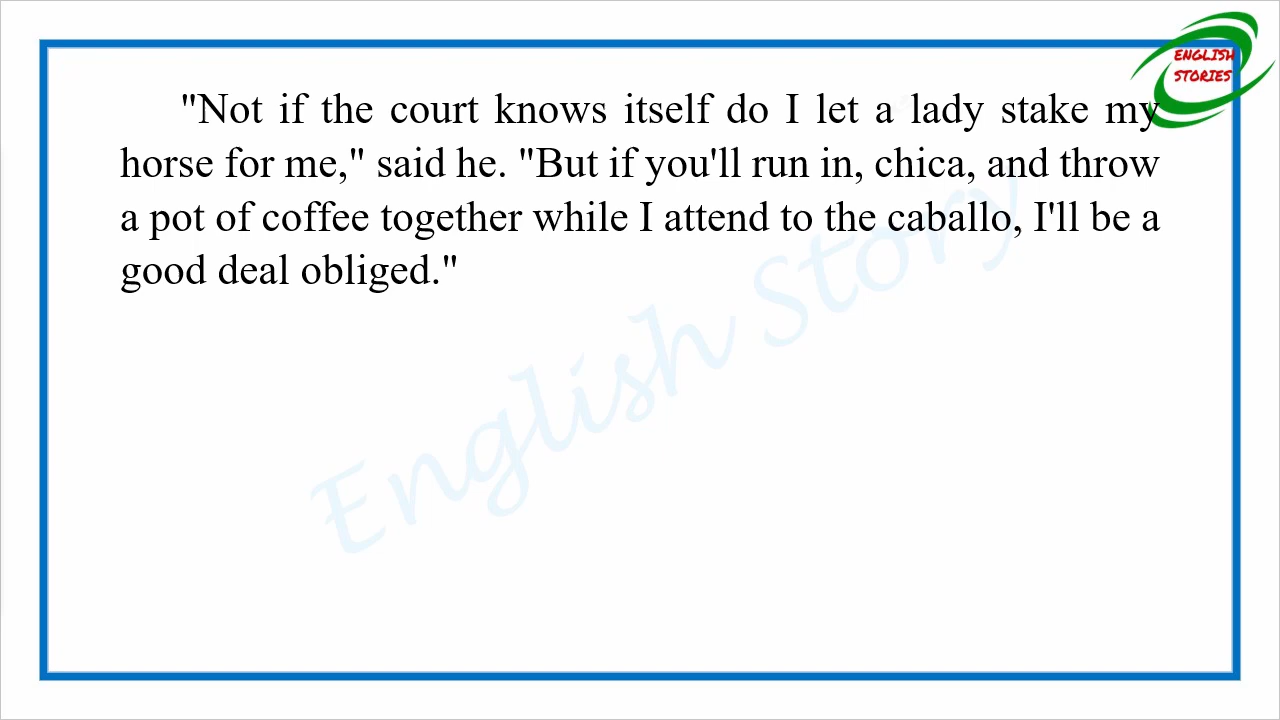 ENGLISH
STORIES
"Not if the court knows itself do I let a lady stake my
horse for me," said he. "But if you'll run in, chica, and throw
a pot of coffee together while I attend to the caballo, I'll be a
good deal obliged."
English Story